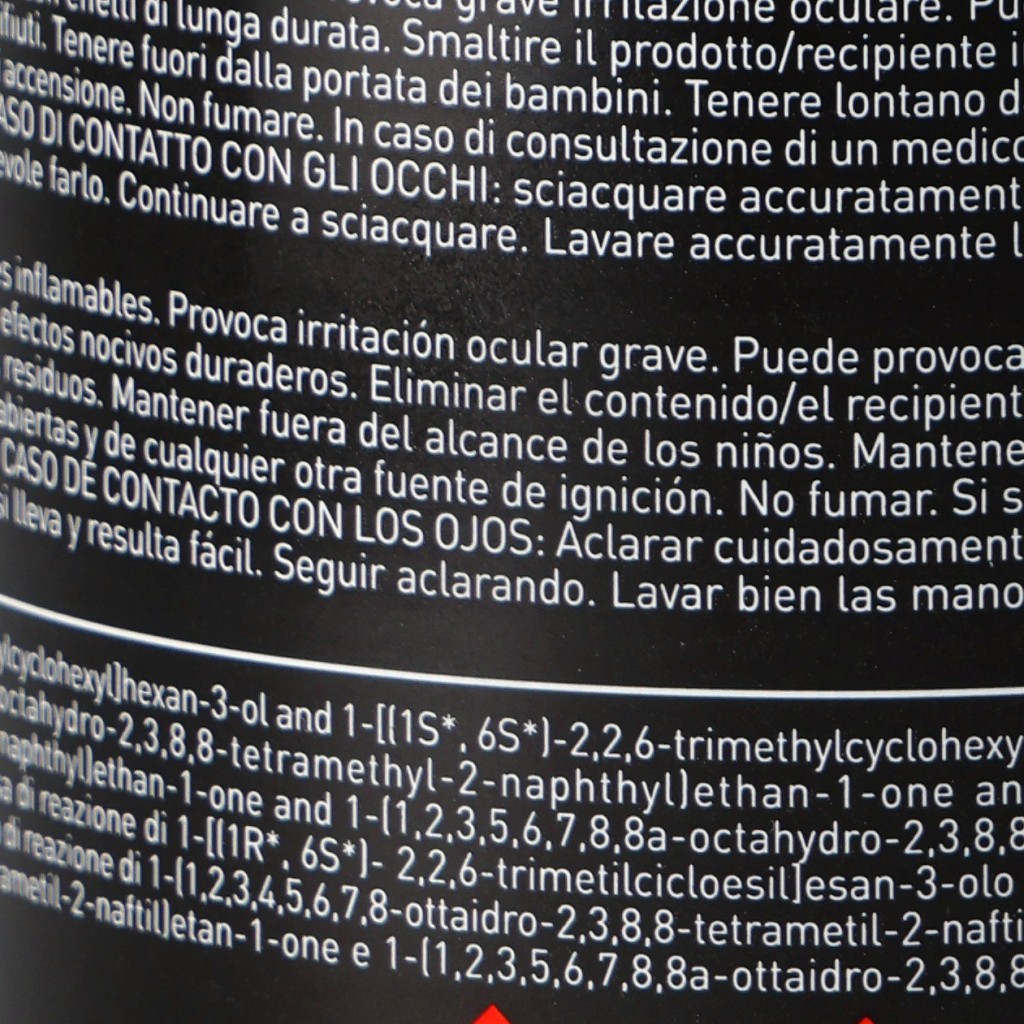 grave irritazione oculare.
di lunga durata. Smaltire il prodotto/recipiente
Tenere fuori dalla portata dei bambini. Tenere lontano
accensione. Non fumare. In caso di consultazione di un medico
DI CONTATTO CON GLI OCCHI: sciacquare accuratament
farlo. Continuare a sciacquare. Lavare accuratamente l
inflamables. Provoca irritación ocular grave. Puede provoca
efectos nocivos duraderos. Eliminar el contenido/el recipient
residuos. Mantener fuera del alcance de los niños. Mantene
abiertas y de cualquier otra fuente de ignición. No fumar. Si s
CASO DE CONTACTO CON LOS OJOS: Aclarar cuidadosament
si lleva y resulta fácil. Seguir aclarando. Lavar bien las mano
ylcyclohexyl]hexan-3-ol and 1-[(1S*, 6S*)-2,2,6-trimethylcyclohexy
octahydro-2,3,8,8-tetramethyl-2-naphthyl)ethan-1-one an
naphthyl)ethan-1-one and 1-(1,2,3,5,6,7,8,8a-octahydro-2,3,8,8
di reazione di 1-[(1R*, 6S*)- 2,2,6-trimetilcicloesil]esan-3-olo
di reazione di 1-(1,2,3,4,5,6,7,8-ottaidro-2,3,8,8-tetrametil-2-nafti
ametil-2-naftil)etan-1-one e 1-(1,2,3,5,6,7,8,8a-ottaidro-2,3,8,8